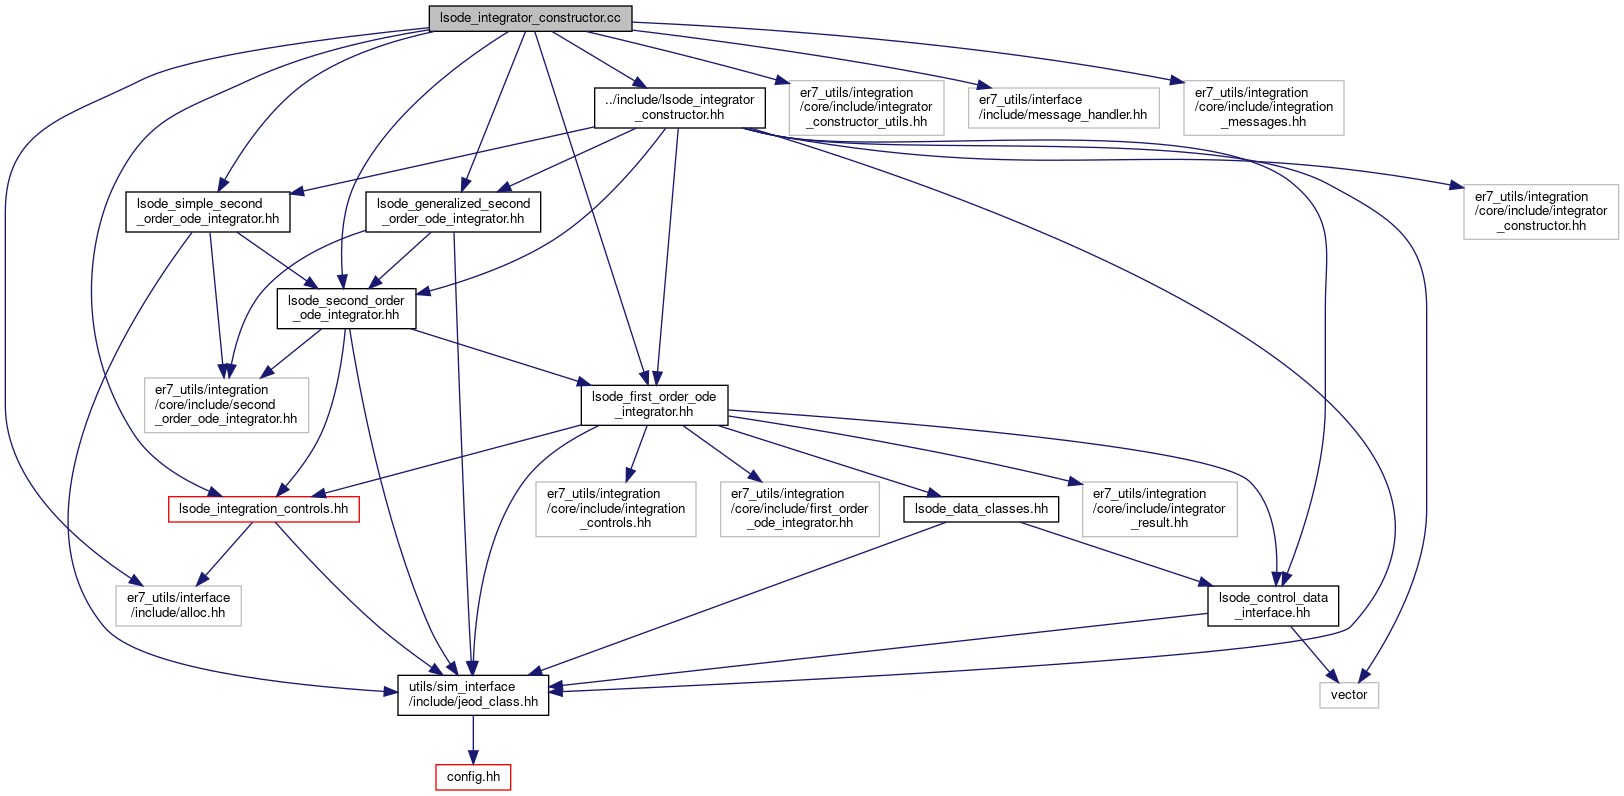 lsode_integrator_constructor.cc
../include/lsode_integrator
_constructor.hh
er7_utils/integration
/core/include/integrator
_constructor_utils.hh
er7_utils/interface
/include/message_handler.hh
er7_utils/integration
/core/include/integration
_messages.hh
lsode_simple_second
_order_ode_integrator.hh
lsode_generalized_second
_order_ode_integrator.hh
er7_utils/integration
/core/include/integrator
_constructor.hh
lsode_second_order
_ode_integrator.hh
er7_utils/integration
/core/include/second
_order_ode_integrator.hh
lsode_first_order_ode
_integrator.hh
lsode_integration_controls.hh
er7_utils/integration
/core/include/integration
_controls.hh
er7_utils/integration
/core/include/first_order
_ode_integrator.hh
lsode_data_classes.hh
er7_utils/integration
/core/include/integrator
_result.hh
er7_utils/interface
/include/alloc.hh
lsode_control_data
_interface.hh
utils/sim_interface
/include/jeod_class.hh
vector
config.hh